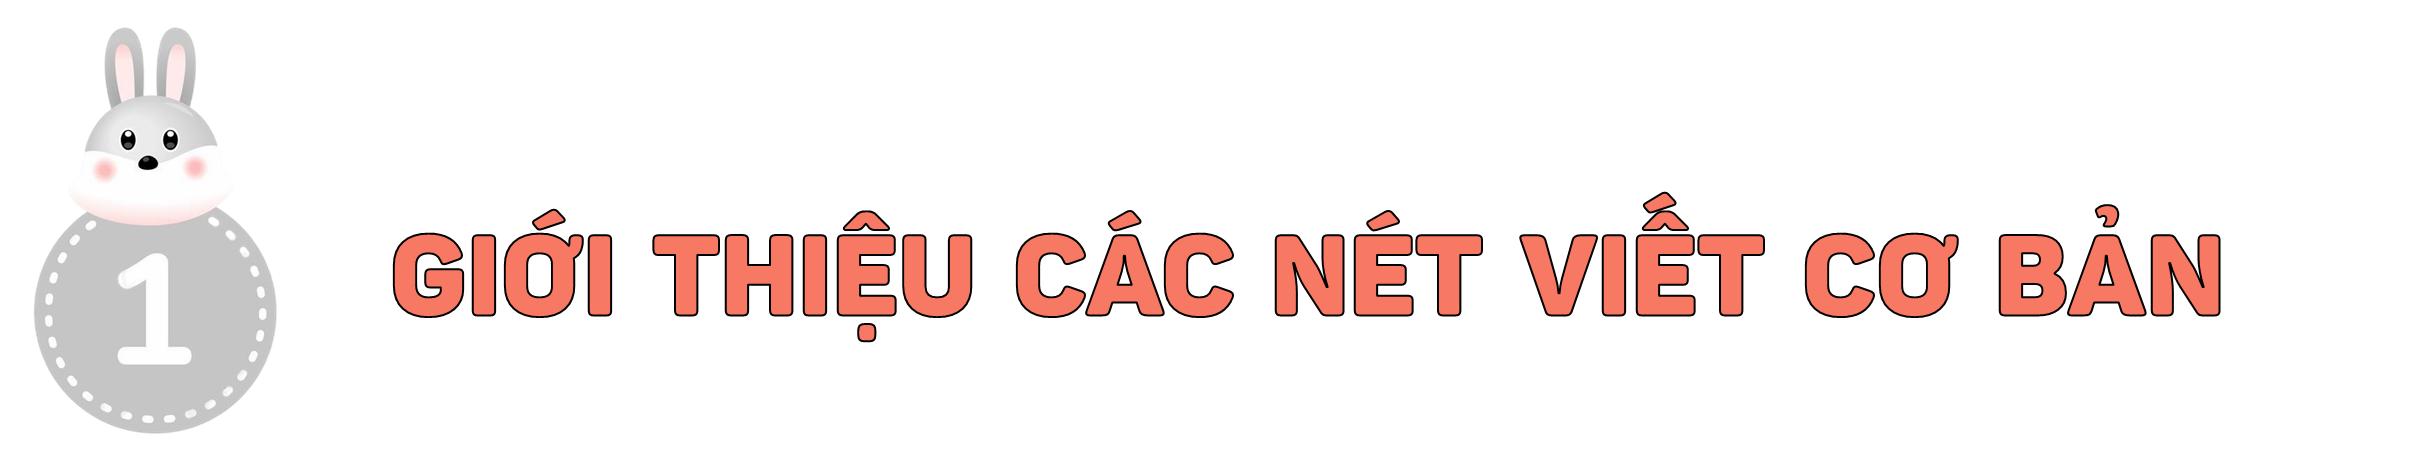 1
GIỚI THIỆU CÁC NÉT VIẾT CƠ BẢN